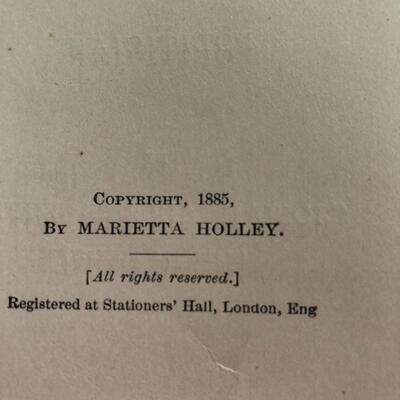 Copyright, 1885,
By MARIETTA HOLLEY.
[All rights reserved.]
Registered at Stationers' Hall, London, Eng